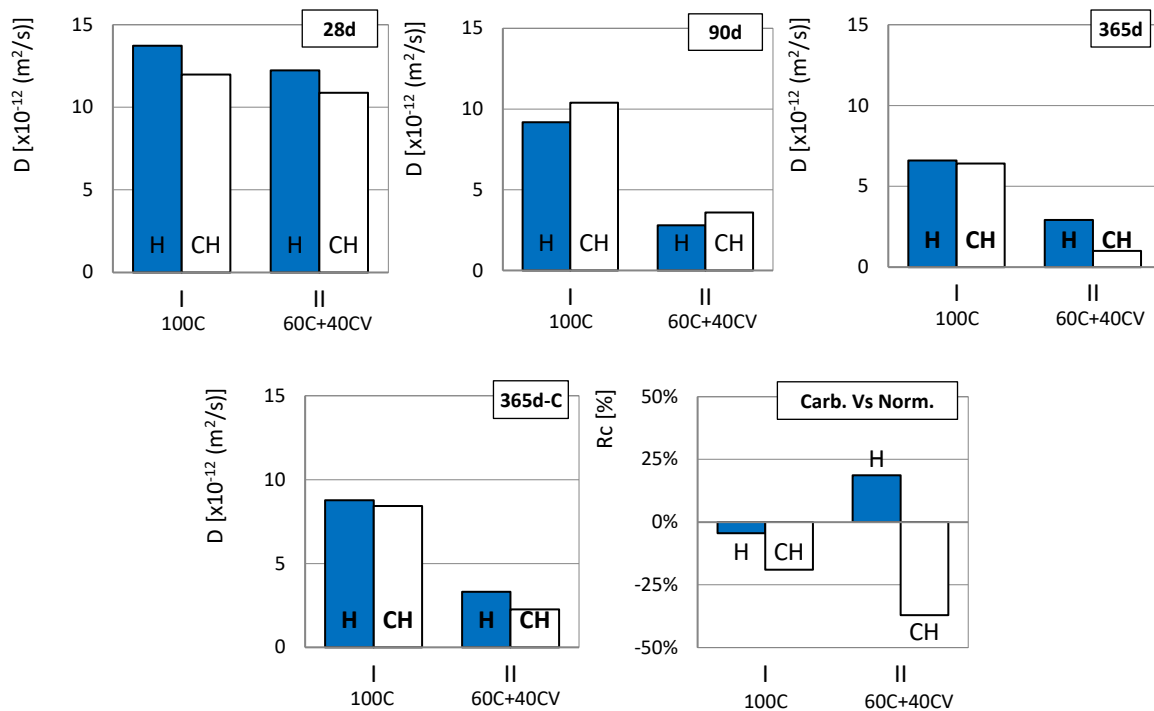 D [x10⁻¹² (m²/s)]
15
10
5
0
28d
H CH H CH
I II
100C 60C+40CV
D [x10⁻¹² (m²/s)]
15
10
5
0
90d
H CH H CH
I II
100C 60C+40CV
D [x10⁻¹² (m²/s)]
15
10
5
0
365d
H CH H CH
I II
100C 60C+40CV
D [x10⁻¹² (m²/s)]
15
10
5
0
365d-C
H CH H CH
I II
100C 60C+40CV
Rc [%]
50%
25%
0%
-25%
-50%
Carb. Vs Norm.
H
H CH
CH
I II
100C 60C+40CV